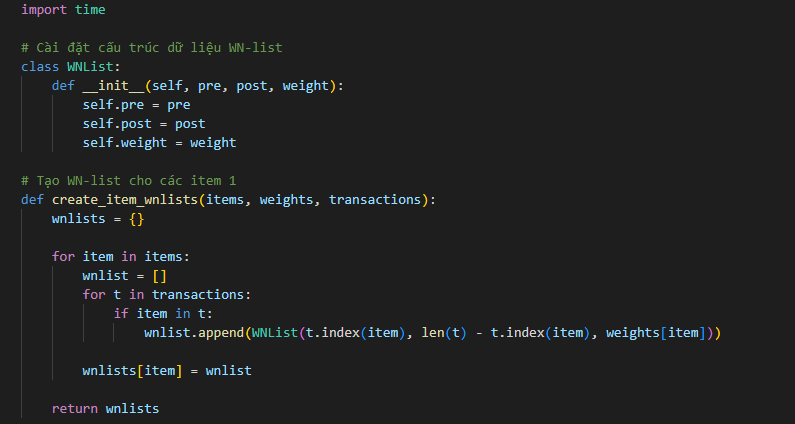 import time
# Cài đặt cấu trúc dữ liệu WN-list
class WNList:
    def __init__(self, pre, post, weight):
        self.pre = pre
        self.post = post
        self.weight = weight
# Tạo WN-list cho các item 1
def create_item_wnlists(items, weights, transactions):
    wnlists = {}
    for item in items:
        wnlist = []
        for t in transactions:
            if item in t:
                wnlist.append(WNList(t.index(item), len(t) - t.index(item), weights[item]))
        wnlists[item] = wnlist
    return wnlists